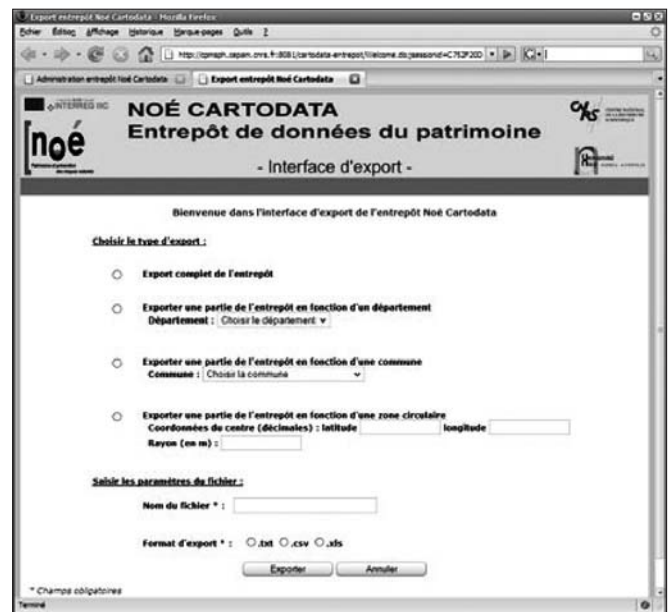 Export entrepôt Noé Cartodata - Mozilla Firefox
Fichier Édition Affichage Historique Marque-pages Outils ?
Administration entrepôt Noé Cartodata
Export entrepôt Noé Cartodata
INTERREG IIIC
noé
NOÉ CARTODATA
Entrepôt de données du patrimoine
- Interface d'export -
Bienvenue dans l'interface d'export de l'entrepôt Noé Cartodata
Choisir le type d'export :
Export complet de l'entrepôt
Exporter une partie de l'entrepôt en fonction d'un département
Département : Choisir le département
Exporter une partie de l'entrepôt en fonction d'une commune
Commune : Choisir la commune
Exporter une partie de l'entrepôt en fonction d'une zone circulaire
Coordonnées du centre (décimales) : latitude longitude
Rayon (en m) :
Saisir les paramètres du fichier :
Nom du fichier * :
Format d'export * : .txt .csv .xls
Exporter Annuler
* Champs obligatoires
Terminé